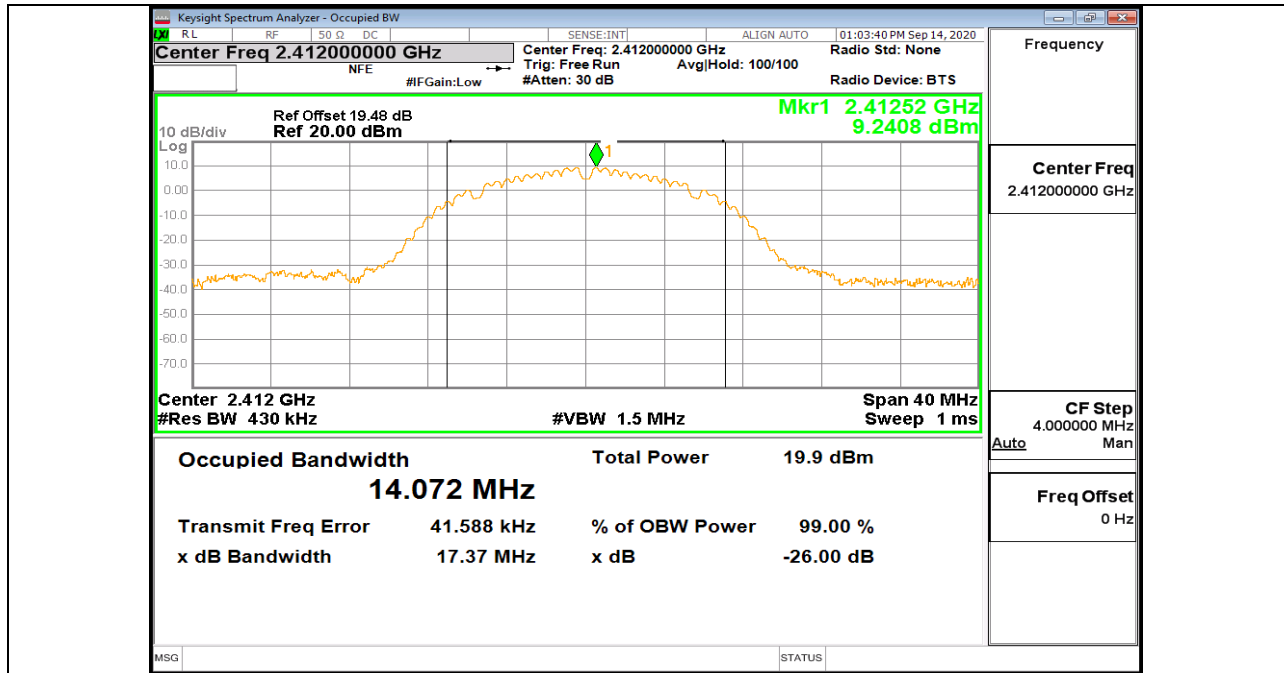 Keysight Spectrum Analyzer - Occupied BW
LXI RL RF 50 Ω DC SENSE:INT ALIGN AUTO 01:03:40 PM Sep 14, 2020
Center Freq 2.412000000 GHz
NFE
#IFGain:Low
Center Freq: 2.412000000 GHz
Trig: Free Run Avg|Hold: 100/100
#Atten: 30 dB
Radio Std: None
Radio Device: BTS
Frequency
Mkr1 2.41252 GHz
9.2408 dBm
Ref Offset 19.48 dB
10 dB/div Ref 20.00 dBm
Log
1
10.0
0.00
-10.0
-20.0
-30.0
-40.0
-50.0
-60.0
-70.0
Center 2.412 GHz Span 40 MHz
#Res BW 430 kHz #VBW 1.5 MHz Sweep 1 ms
Occupied Bandwidth Total Power 19.9 dBm
14.072 MHz
Transmit Freq Error 41.588 kHz % of OBW Power 99.00 %
x dB Bandwidth 17.37 MHz x dB -26.00 dB
Center Freq
2.412000000 GHz
CF Step
4.000000 MHz
Auto Man
Freq Offset
0 Hz
MSG STATUS